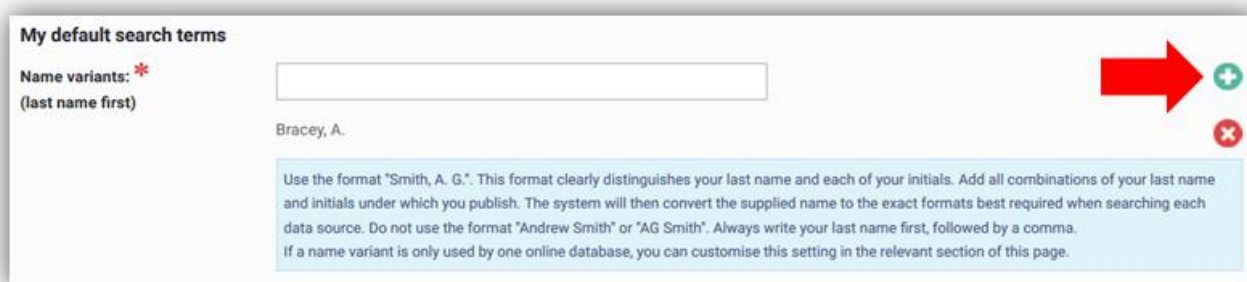 My default search terms
Name variants: *
(last name first)
Bracey, A.
Use the format "Smith, A. G.". This format clearly distinguishes your last name and each of your initials. Add all combinations of your last name
and initials under which you publish. The system will then convert the supplied name to the exact formats best required when searching each
data source. Do not use the format "Andrew Smith" or "AG Smith". Always write your last name first, followed by a comma.
If a name variant is only used by one online database, you can customise this setting in the relevant section of this page.